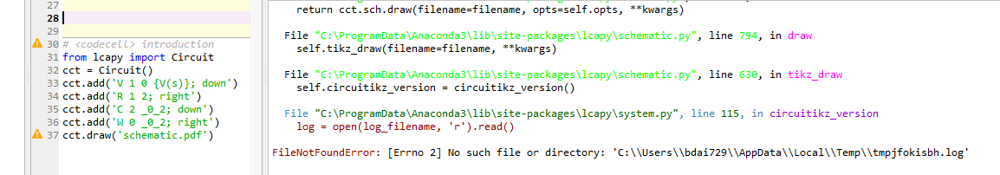 27
28
29
30 # <codecell> introduction
31 from lcapy import Circuit
32 cct = Circuit()
33 cct.add('V 1 0 {V(s)}; down')
34 cct.add('R 1 2; right')
35 cct.add('C 2 _0_2; down')
36 cct.add('W 0 _0_2; right')
37 cct.draw('schematic.pdf')
return cct.sch.draw(filename=filename, opts=self.opts, **kwargs)
File "C:\ProgramData\Anaconda3\lib\site-packages\lcapy\schematic.py", line 794, in draw
self.tikz_draw(filename=filename, **kwargs)
File "C:\ProgramData\Anaconda3\lib\site-packages\lcapy\schematic.py", line 630, in tikz_draw
self.circuitikz_version = circuitikz_version()
File "C:\ProgramData\Anaconda3\lib\site-packages\lcapy\system.py", line 115, in circuitikz_version
log = open(log_filename, 'r').read()
FileNotFoundError: [Errno 2] No such file or directory: 'C:\\Users\\bdai729\\AppData\\Local\\Temp\\tmpjfokisbh.log'